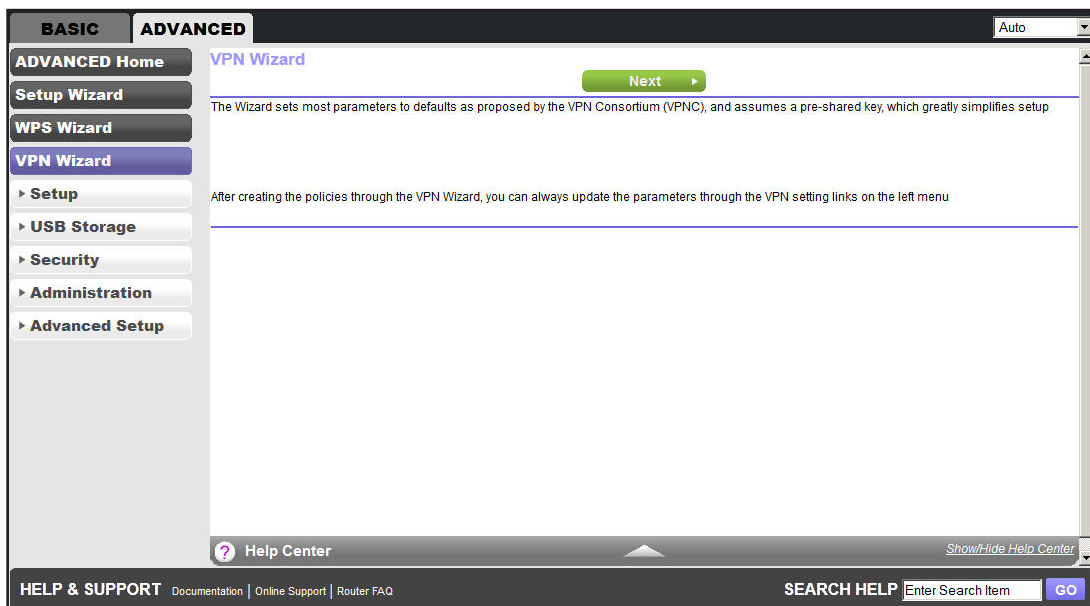 BASIC
ADVANCED
Auto
ADVANCED Home
Setup Wizard
WPS Wizard
VPN Wizard
Setup
USB Storage
Security
Administration
Advanced Setup
VPN Wizard
Next
The Wizard sets most parameters to defaults as proposed by the VPN Consortium (VPNC), and assumes a pre-shared key, which greatly simplifies setup
After creating the policies through the VPN Wizard, you can always update the parameters through the VPN setting links on the left menu
? Help Center
Show/Hide Help Center
HELP & SUPPORT Documentation | Online Support | Router FAQ
SEARCH HELP Enter Search Item GO